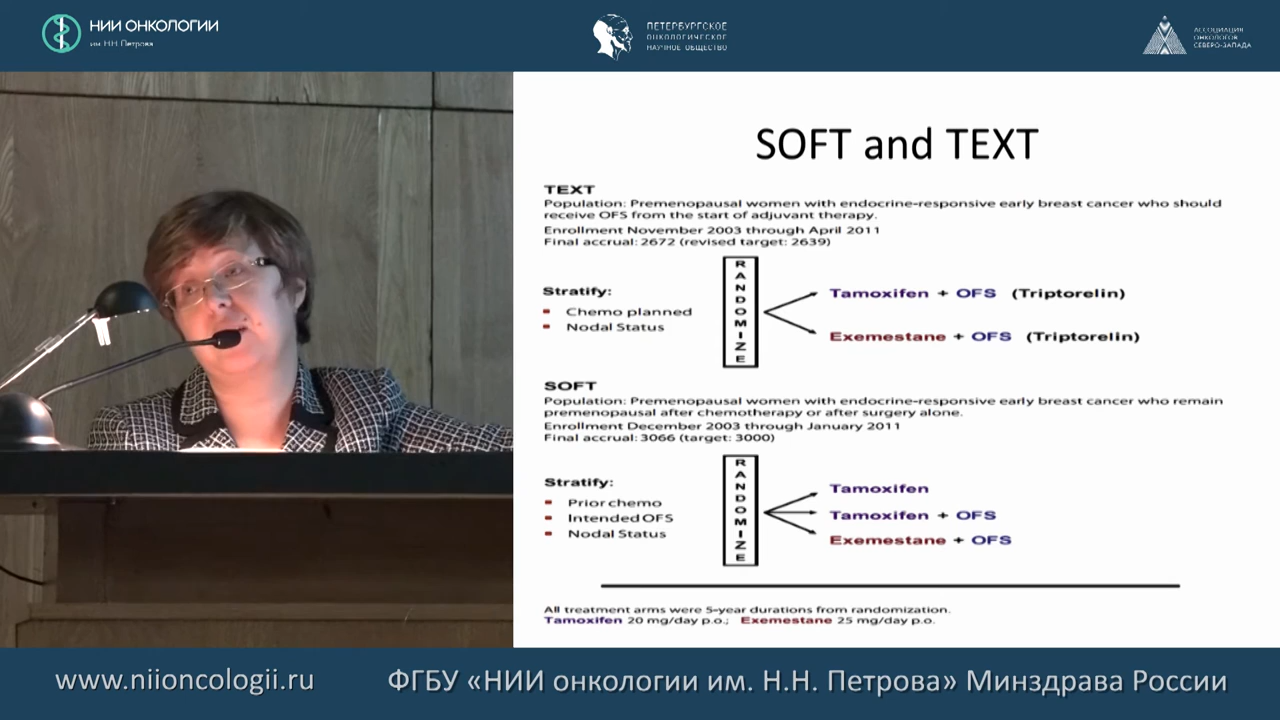 НИИ ОНКОЛОГИИ
им. Н.Н. Петрова
ПЕТЕРБУРГСКОЕ
ОНКОЛОГИЧЕСКОЕ
НАУЧНОЕ ОБЩЕСТВО
АССОЦИАЦИЯ
ОНКОЛОГОВ
СЕВЕРО-ЗАПАДА
SOFT and TEXT
TEXT
Population: Premenopausal women with endocrine-responsive early breast cancer who should
receive OFS from the start of adjuvant therapy.
Enrollment November 2003 through April 2011
Final accrual: 2672 (revised target: 2639)
Stratify:
Chemo planned
Nodal Status
RANDOMIZE
Tamoxifen + OFS (Triptorelin)
Exemestane + OFS (Triptorelin)
SOFT
Population: Premenopausal women with endocrine-responsive early breast cancer who remain
premenopausal after chemotherapy or after surgery alone.
Enrollment December 2003 through January 2011
Final accrual: 3066 (target: 3000)
Stratify:
Prior chemo
Intended OFS
Nodal Status
RANDOMIZE
Tamoxifen
Tamoxifen + OFS
Exemestane + OFS
All treatment arms were 5-year durations from randomization.
Tamoxifen 20 mg/day p.o.; Exemestane 25 mg/day p.o.
www.niioncologii.ru
ФГБУ «НИИ онкологии им. Н.Н. Петрова» Минздрава России